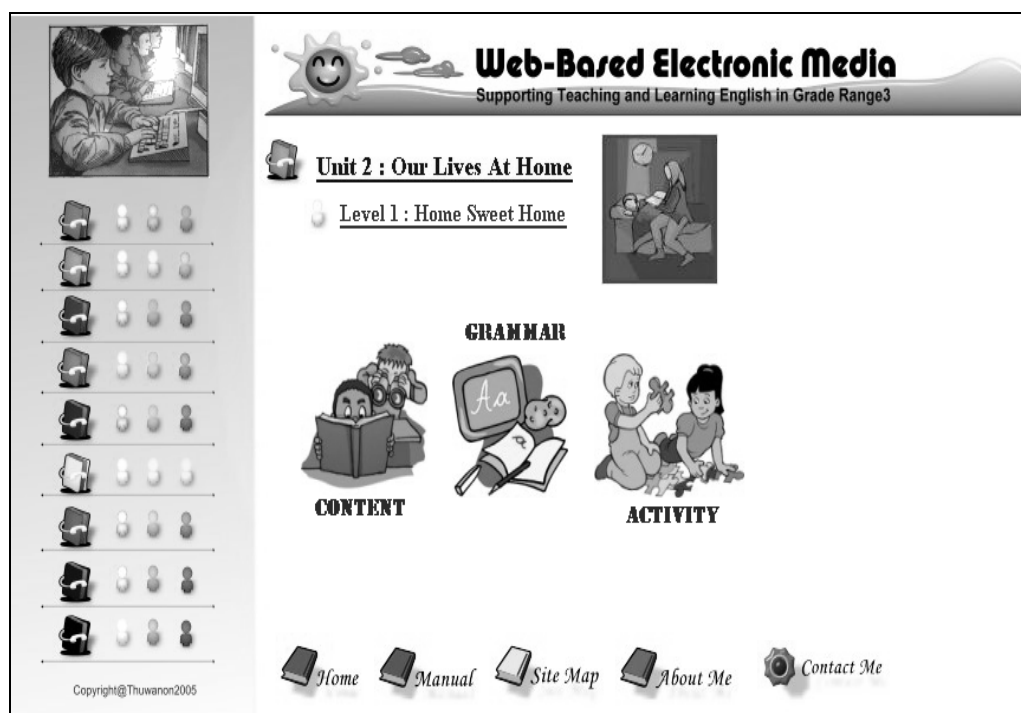 Web-Based Electronic Media
Supporting Teaching and Learning English in Grade Range3
Unit 2 : Our Lives At Home
Level 1 : Home Sweet Home
GRAMMAR
Aa
CONTENT
ACTIVITY
Home
Manual
Site Map
About Me
Contact Me
Copyright@Thuwanon2005